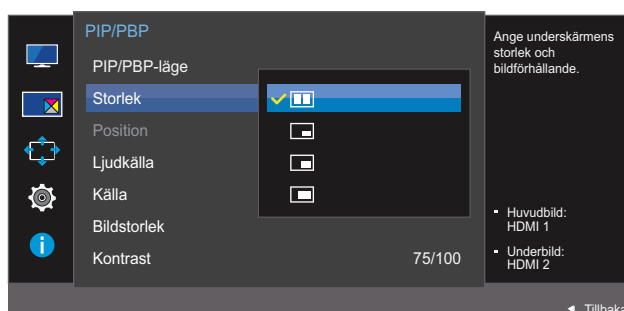 PIP/PBP
PIP/PBP-läge
Storlek
Position
Ljudkälla
Källa
Bildstorlek
Kontrast 75/100
Ange underskärmens
storlek och
bildförhållande.
Huvudbild:
HDMI 1
Underbild:
HDMI 2
Tillbaka